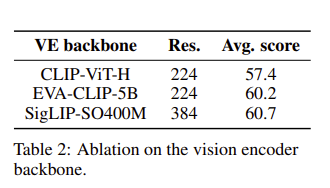 VE backbone Res. Avg. score
CLIP-ViT-H 224 57.4
EVA-CLIP-5B 224 60.2
SigLIP-SO400M 384 60.7
Table 2: Ablation on the vision encoder
backbone.